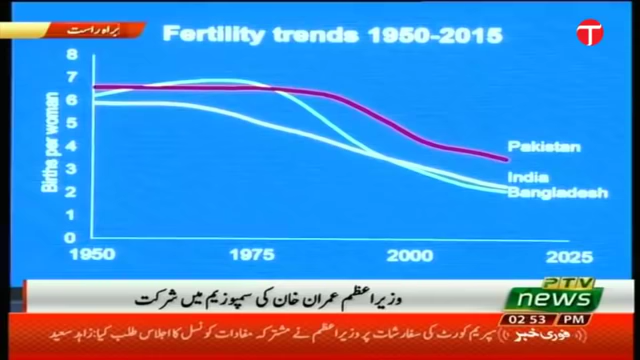 براہ راست
T
Fertility trends 1950-2015
8
7
6
5
4
3
2
1
0
Births per woman
Pakistan
India
Bangladesh
1950
1975
2000
2025
وزیراعظم عمران خان کی سمپوزیم میں شرکت
PTV
news
02:53 PM
فوری خبر
سپریم کورٹ کی سفارشات پر وزیراعظم نے مشترکہ مفادات کونسل کا اجلاس طلب کیا: زاہد سعید